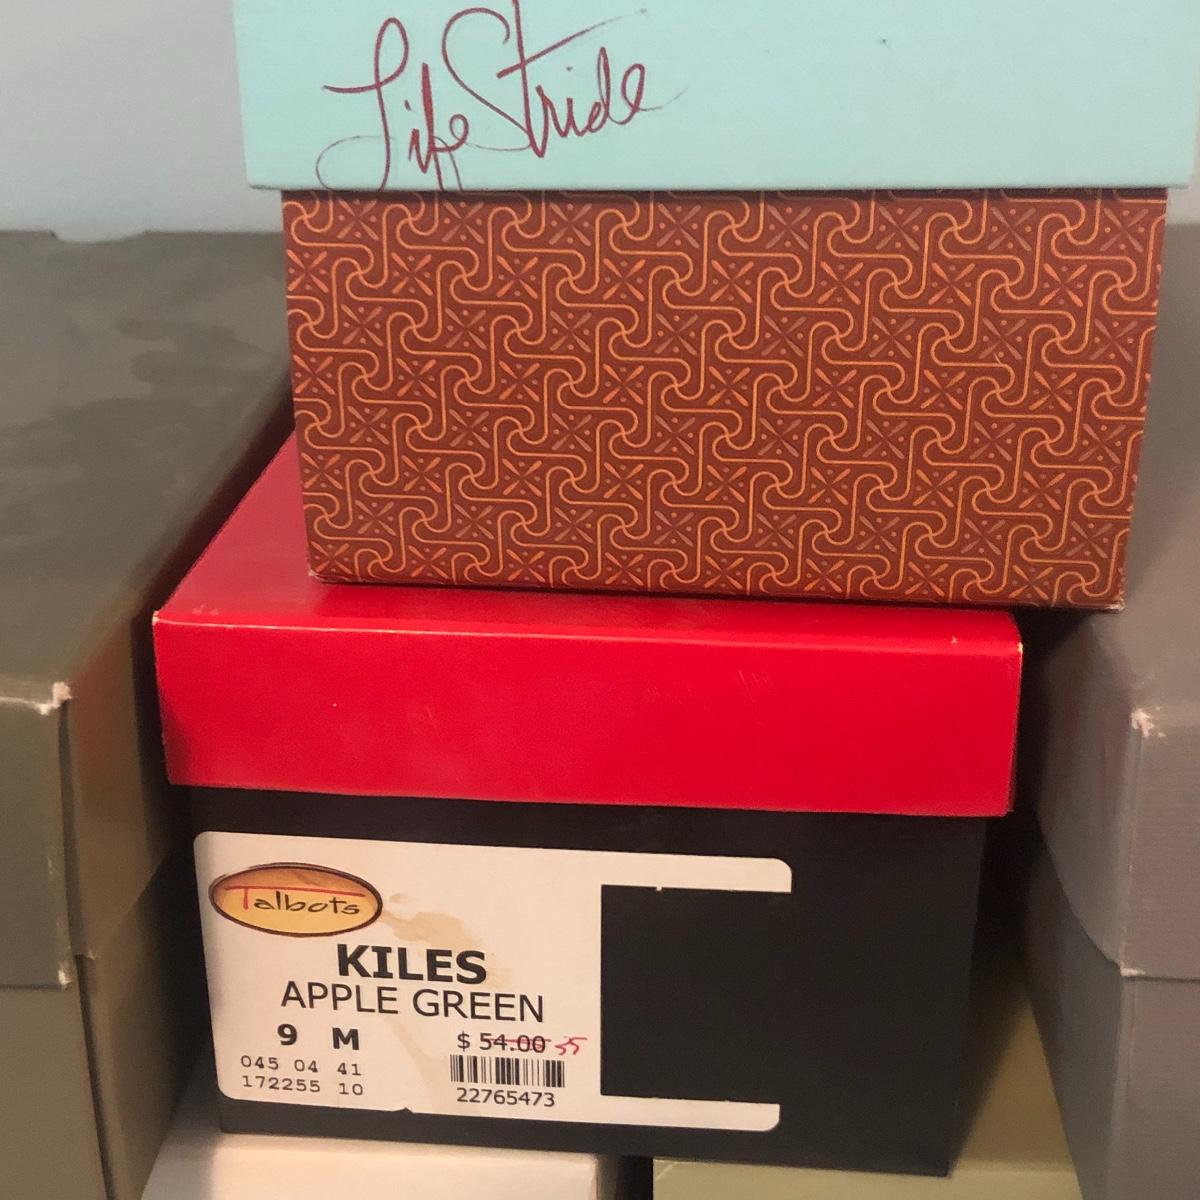 LifeStride
Talbots
KILES
APPLE GREEN
9 M
$ 54.00 35
045 04 41
172255 10
22765473